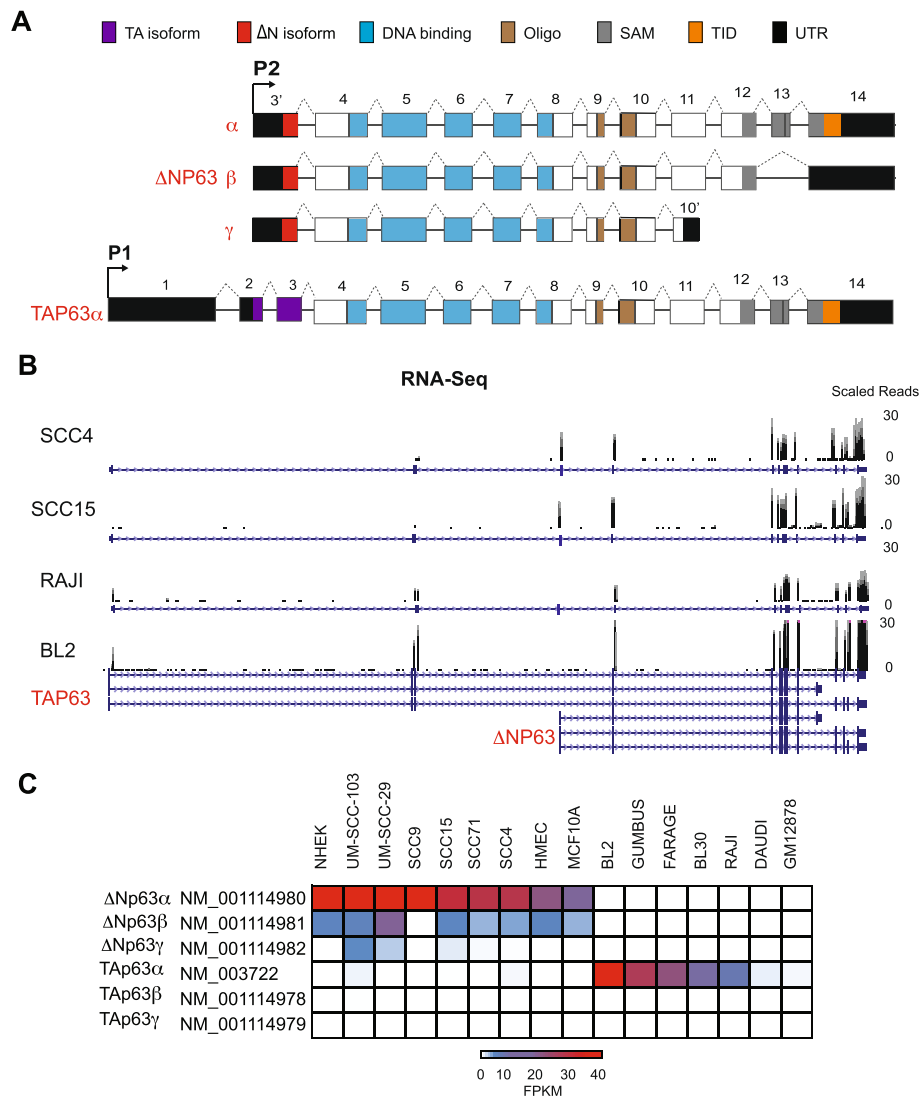 A
TA isoform ΔN isoform DNA binding Oligo SAM TID UTR
P2
3' 4 5 6 7 8 9 10 11 12 13 14
α
ΔNP63 β
10'
γ
P1
1 2 3 4 5 6 7 8 9 10 11 12 13 14
TAP63α
B
RNA-Seq
Scaled Reads
30
SCC4
0
30
SCC15
0
30
RAJI
0
30
BL2
0
TAP63
ΔNP63
C
NHEK UM-SCC-103 UM-SCC-29 SCC9 SCC15 SCC71 SCC4 HMEC MCF10A BL2 GUMBUS FARAGE BL30 RAJI DAUDI GM12878
ΔNp63α NM_001114980
ΔNp63β NM_001114981
ΔNp63γ NM_001114982
TAp63α NM_003722
TAp63β NM_001114978
TAp63γ NM_001114979
0 10 20 30 40
FPKM